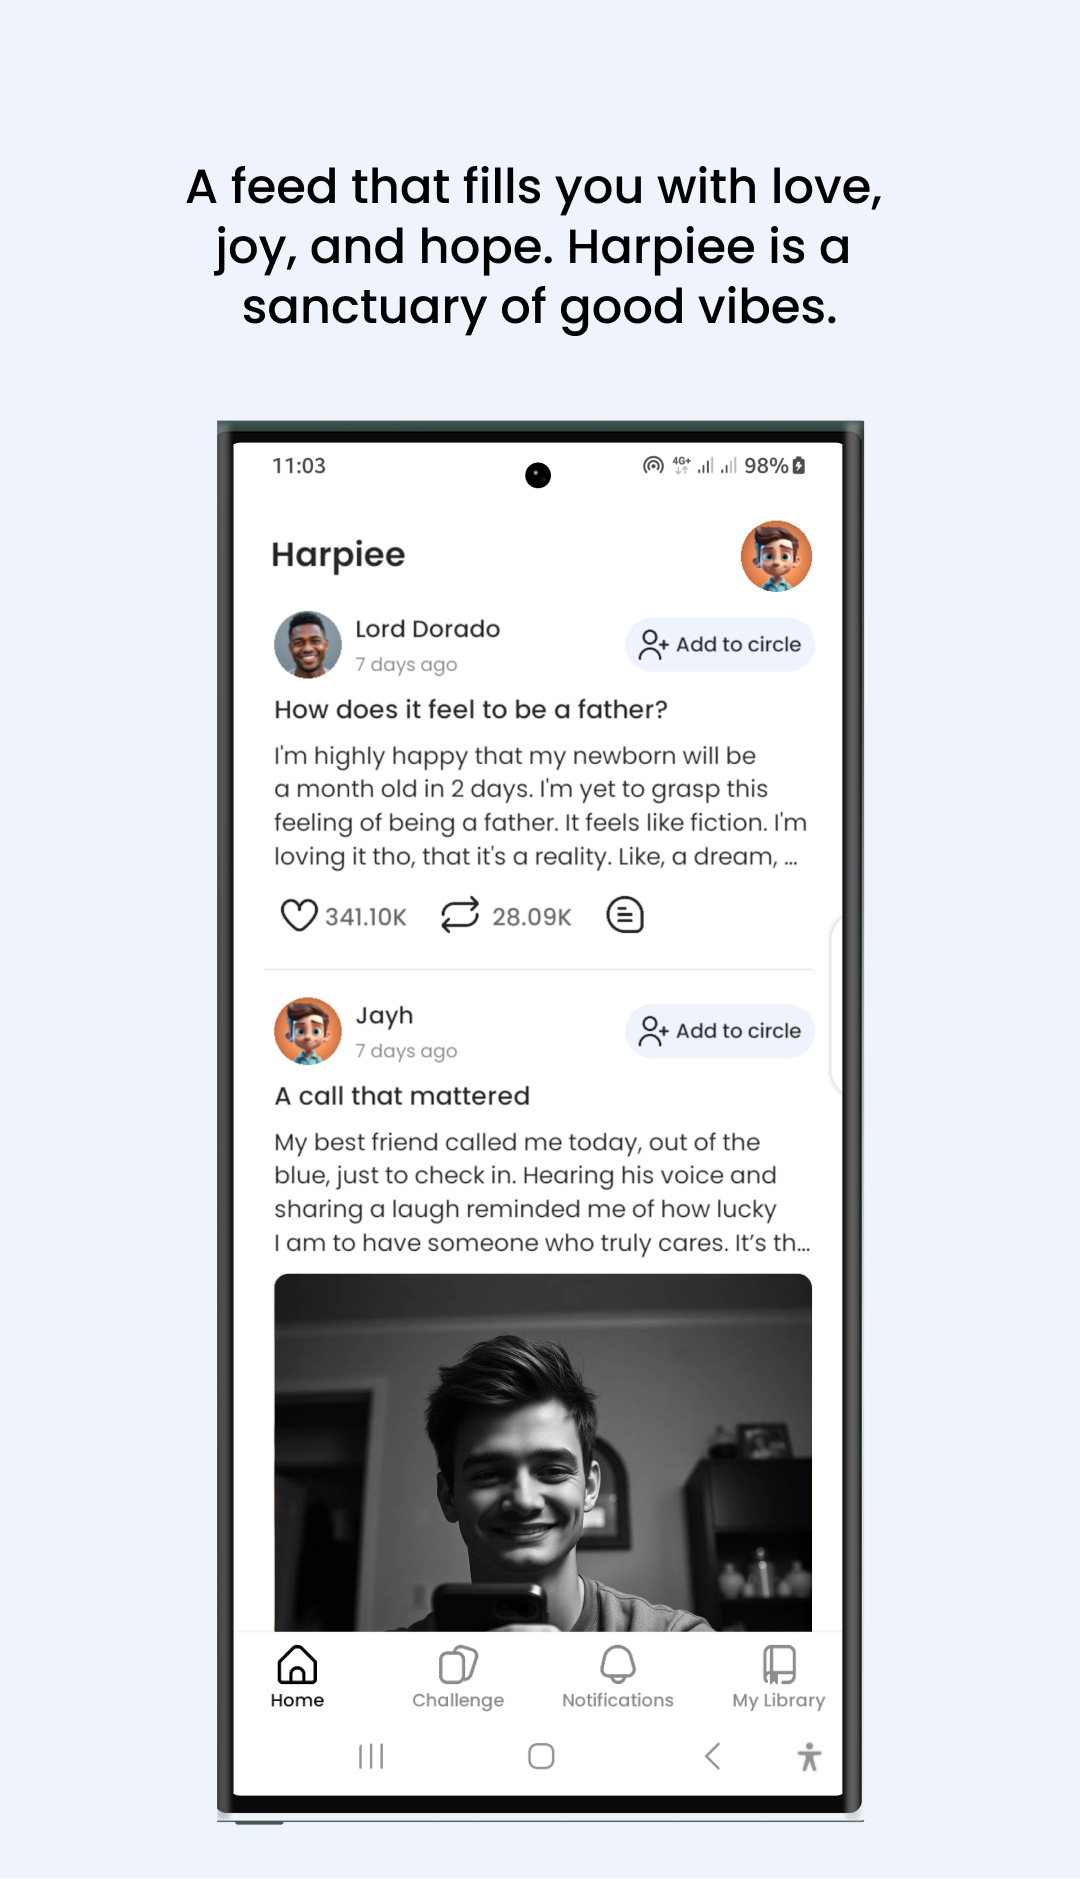 A feed that fills you with love,
joy, and hope. Harpiee is a
sanctuary of good vibes.
11:03
4G+
98%
Harpiee
Lord Dorado
7 days ago
Add to circle
How does it feel to be a father?
I'm highly happy that my newborn will be
a month old in 2 days. I'm yet to grasp this
feeling of being a father. It feels like fiction. I'm
loving it tho, that it's a reality. Like, a dream, ...
341.10K
28.09K
Jayh
7 days ago
Add to circle
A call that mattered
My best friend called me today, out of the
blue, just to check in. Hearing his voice and
sharing a laugh reminded me of how lucky
I am to have someone who truly cares. It’s th...
Home
Challenge
Notifications
My Library